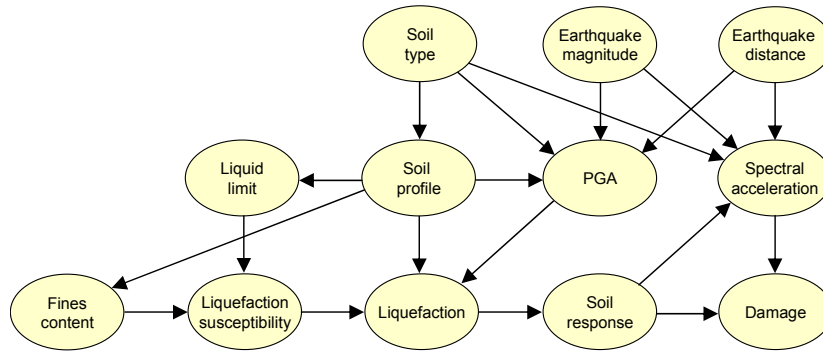 Soil
type
Earthquake
magnitude
Earthquake
distance
Liquid
limit
Soil
profile
PGA
Spectral
acceleration
Fines
content
Liquefaction
susceptibility
Liquefaction
Soil
response
Damage